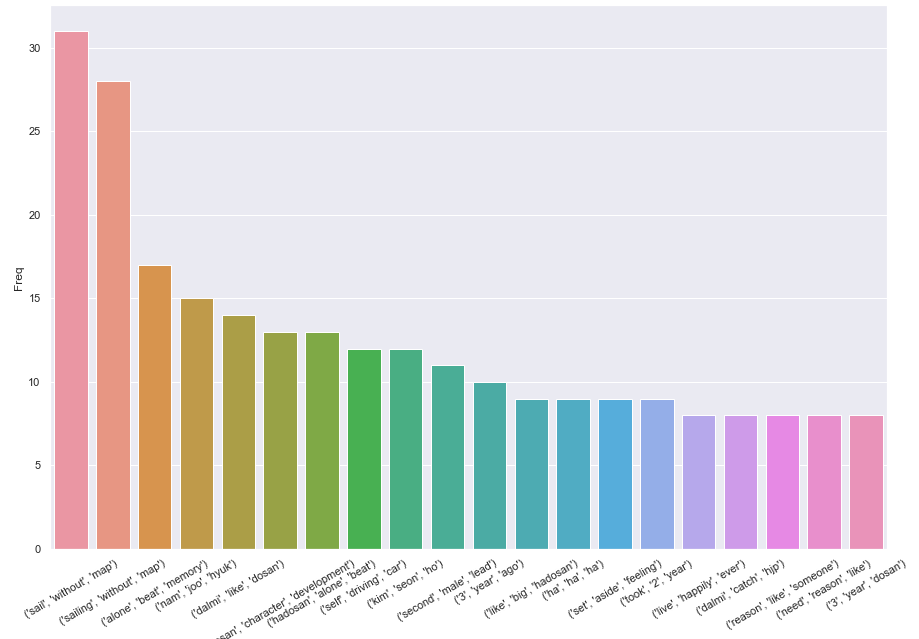 30
25
20
15
10
5
0
Freq
('sail', 'without', 'map')
('sailing', 'without', 'map')
('alone', 'beat', 'memory')
('nam', 'joo', 'hyuk')
('dalmi', 'like', 'dosan')
'character', 'development')
('hadosan', 'alone', 'beat')
('self', 'driving', 'car')
('kim', 'seon', 'ho')
('second', 'male', 'lead')
('3', 'year', 'ago')
('like', 'big', 'hadosan')
('ha', 'ha', 'ha')
('set', 'aside', 'feeling')
('took', '2', 'year')
('live', 'happily', 'ever')
('dalmi', 'catch', 'hjp')
('reason', 'like', 'someone')
('need', 'reason', 'like')
('3', 'year', 'dosan')